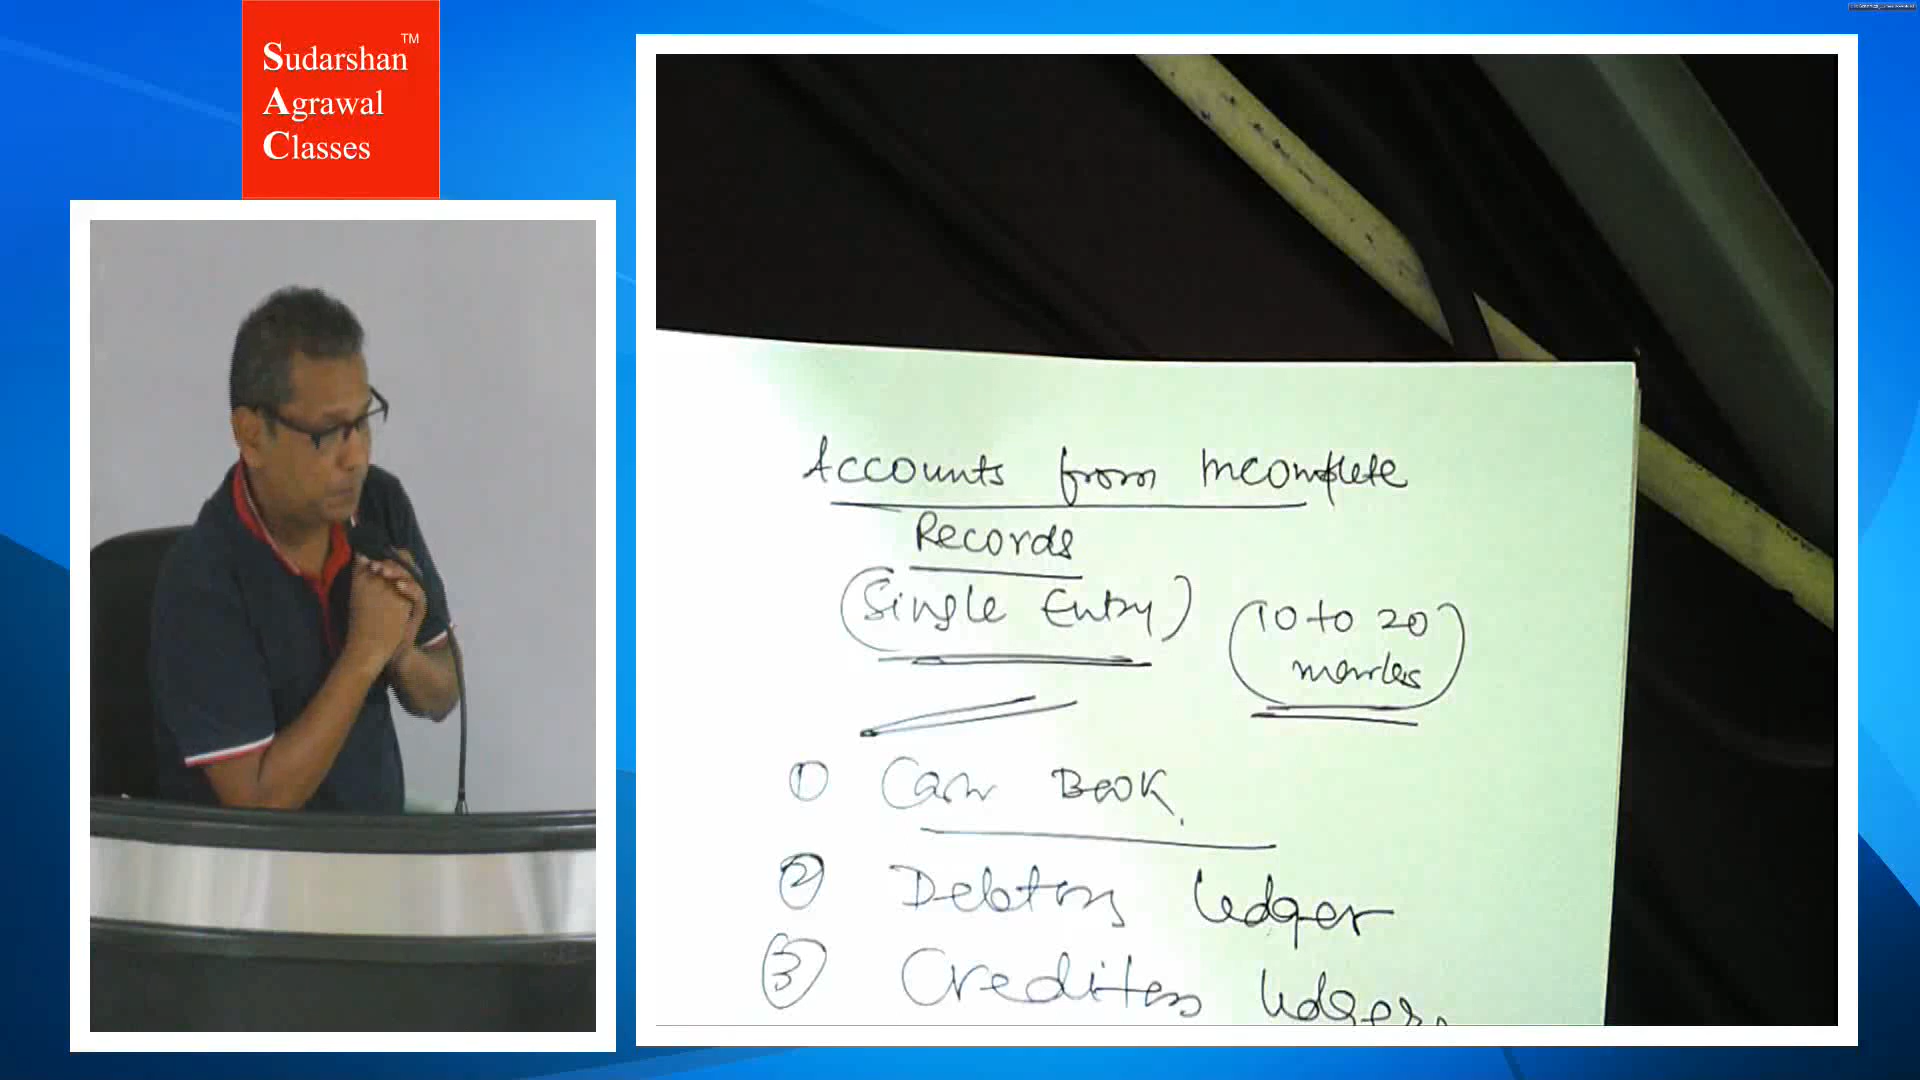 Sudarshan™
Agrawal
Classes
Accounts from Incomplete
Records
(Single Entry)
(10 to 20
marks)
① Cash Book
② Debtors ledger
③ Creditors ledger